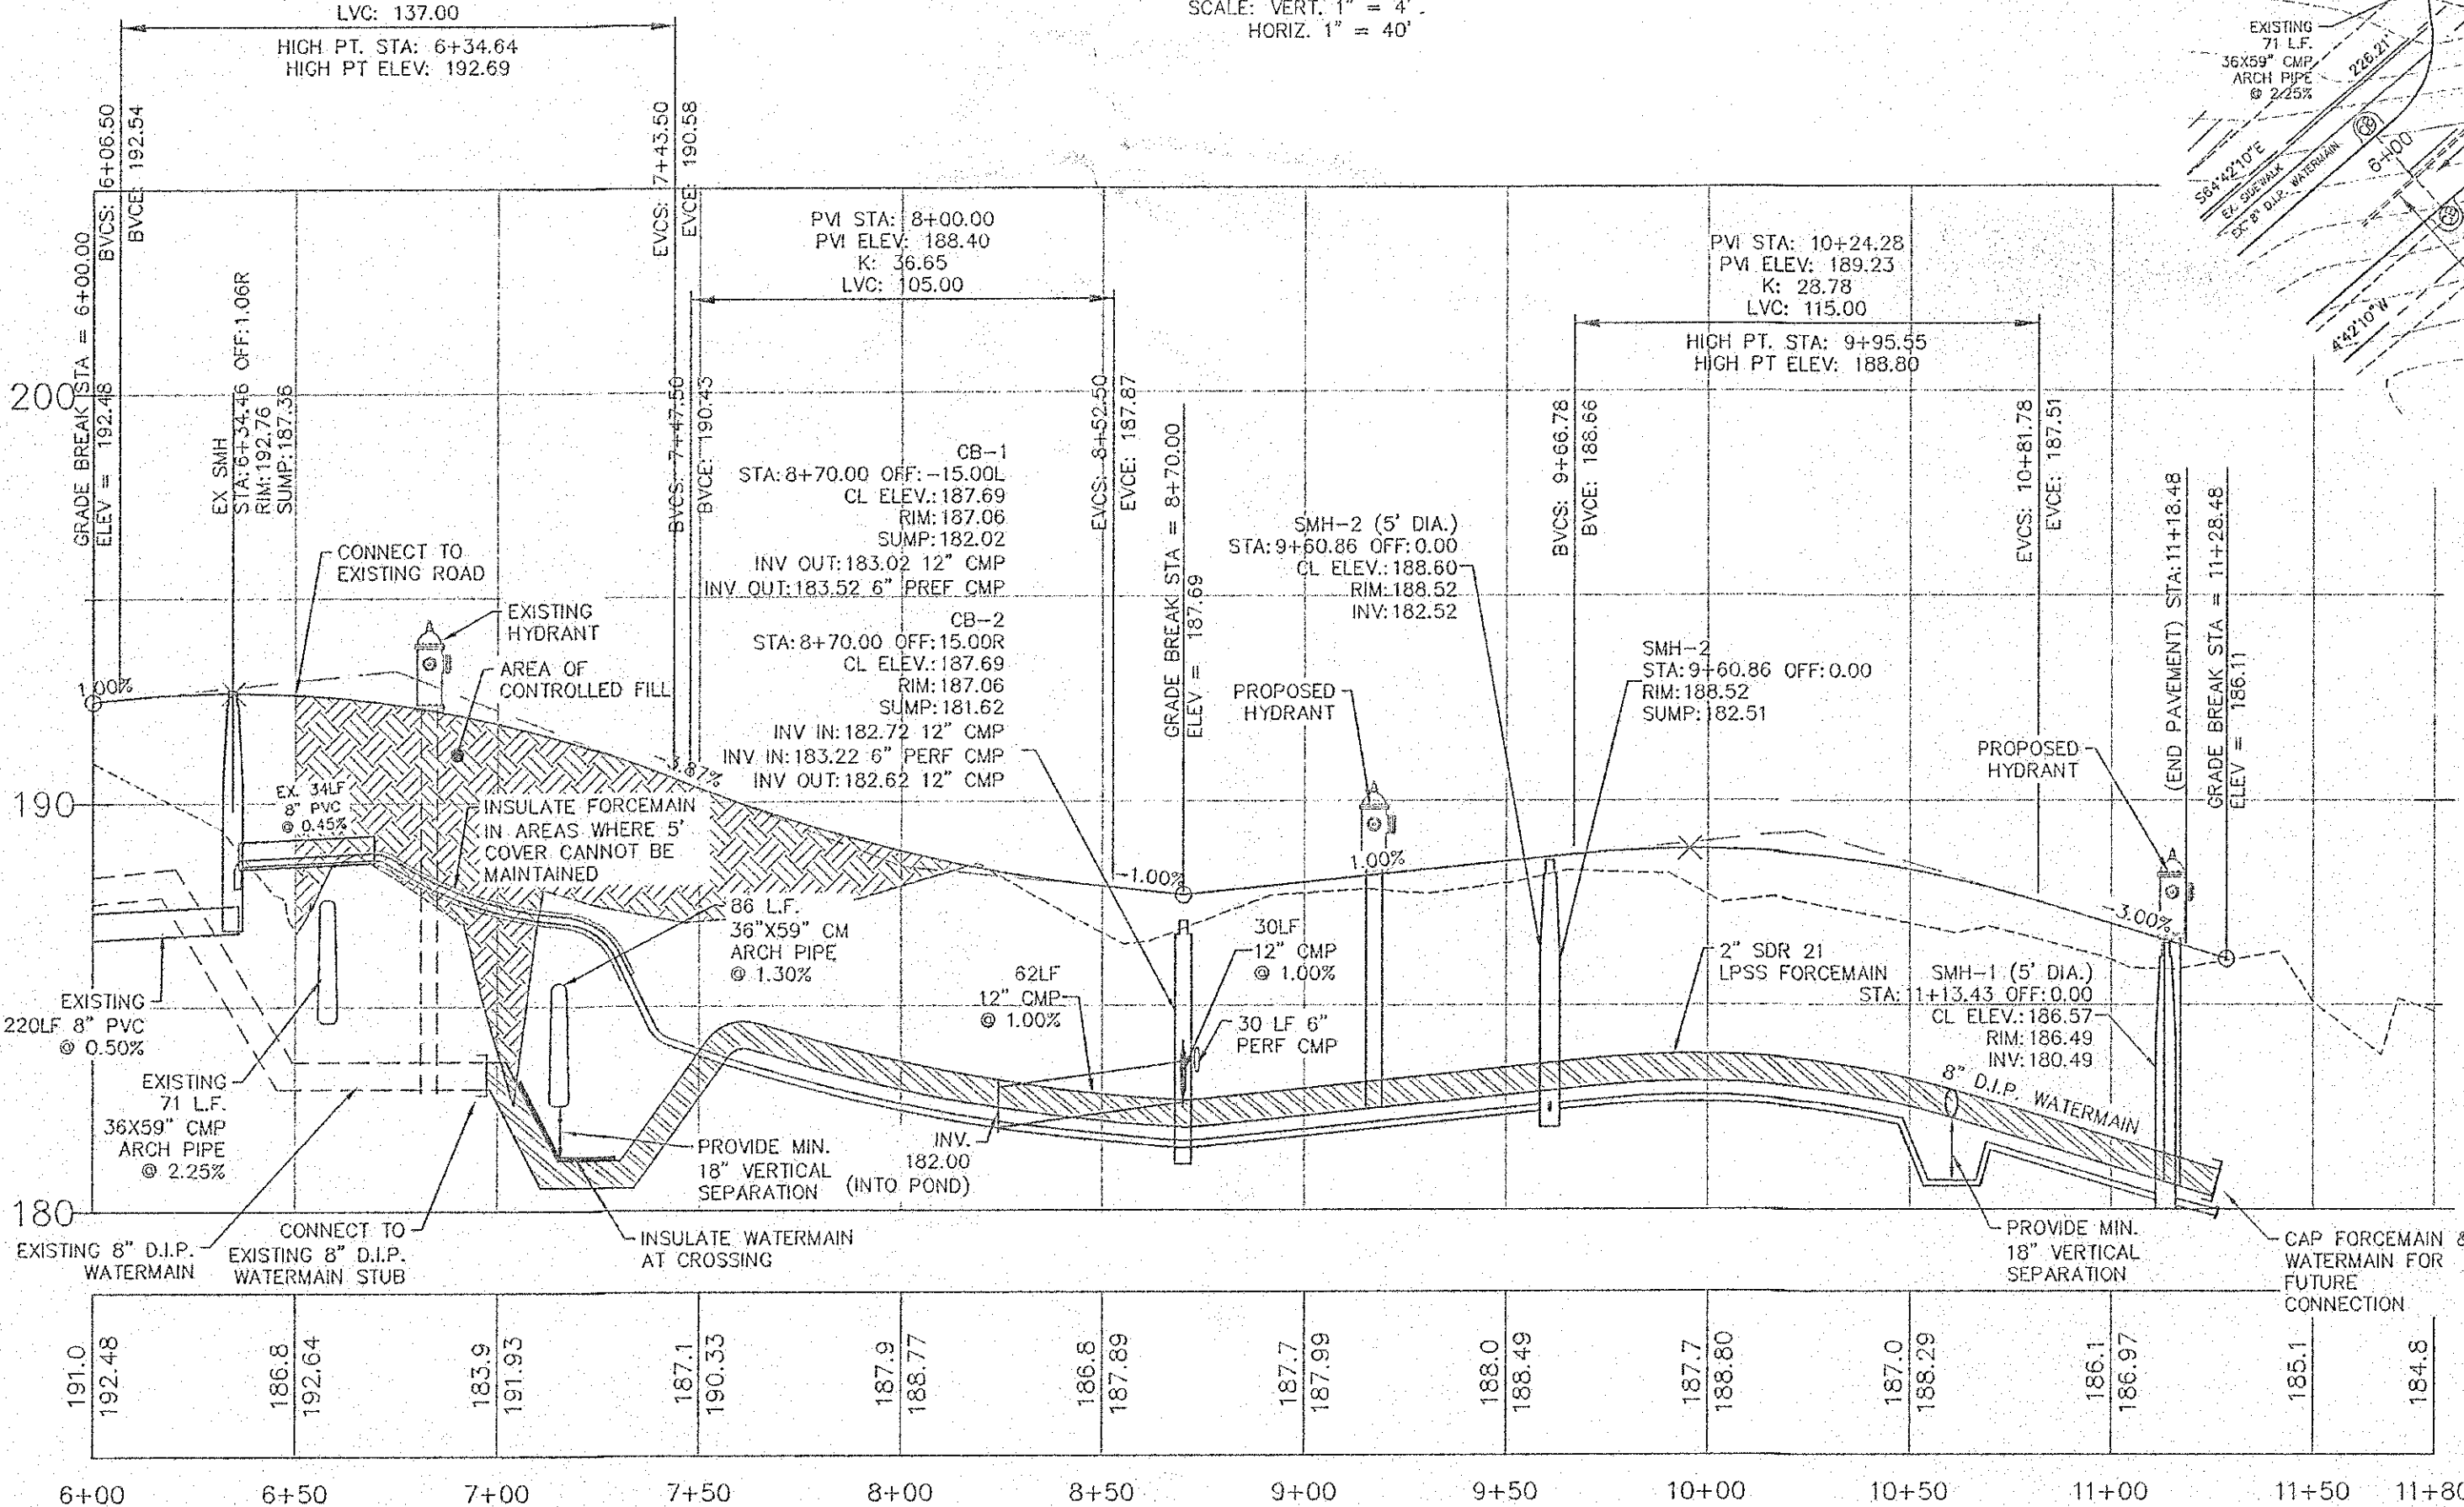 LVC: 137.00
HIGH PT. STA: 6+34.64
HIGH PT ELEV: 192.69
SCALE: VERT. 1" = 4'
HORIZ. 1" = 40'
EXISTING
71 L.F.
36X59" CMP
ARCH PIPE
@ 2.25%
226.21'
S64°42'10"E
EX. SIDEWALK
EX. 8" D.I.P. WATERMAIN
6+00
CB
CB
4°42'10"W
GRADE BREAK STA = 6+00.00
ELEV = 192.48
BVCS: 6+06.50
BVCE: 192.54
EX SMH
STA:6+34.46 OFF:1.06R
RIM:192.76
SUMP:187.36
EVCS: 7+43.50
EVCE: 190.58
BVCS: 7+47.50
BVCE: 190.43
PVI STA: 8+00.00
PVI ELEV: 188.40
K: 36.65
LVC: 105.00
EVCS: 8+52.50
EVCE: 187.87
GRADE BREAK STA = 8+70.00
ELEV = 187.69
PVI STA: 10+24.28
PVI ELEV: 189.23
K: 28.78
LVC: 115.00
HIGH PT. STA: 9+95.55
HIGH PT ELEV: 188.80
BVCS: 9+66.78
BVCE: 188.66
EVCS: 10+81.78
EVCE: 187.51
(END PAVEMENT) STA:11+18.48
GRADE BREAK STA = 11+28.48
ELEV = 186.11
200
190
180
CB-1
STA:8+70.00 OFF:-15.00L
CL ELEV.:187.69
RIM:187.06
SUMP:182.02
INV OUT:183.02 12" CMP
INV OUT:183.52 6" PREF CMP
CB-2
STA:8+70.00 OFF:15.00R
CL ELEV.:187.69
RIM:187.06
SUMP:181.62
INV IN:182.72 12" CMP
INV IN:183.22 6" PERF CMP
INV OUT:182.62 12" CMP
SMH-2 (5' DIA.)
STA:9+60.86 OFF:0.00
CL ELEV.:188.60
RIM:188.52
INV:182.52
SMH-2
STA:9+60.86 OFF:0.00
RIM:188.52
SUMP:182.51
CONNECT TO
EXISTING ROAD
EXISTING
HYDRANT
AREA OF
CONTROLLED FILL
1.00%
-3.87%
-1.00%
1.00%
-3.00%
PROPOSED
HYDRANT
PROPOSED
HYDRANT
EX. 34LF
8" PVC
@ 0.45%
INSULATE FORCEMAIN
IN AREAS WHERE 5'
COVER CANNOT BE
MAINTAINED
86 L.F.
36"X59" CM
ARCH PIPE
@ 1.30%
62LF
12" CMP
@ 1.00%
30LF
12" CMP
@ 1.00%
30 LF 6"
PERF CMP
2" SDR 21
LPSS FORCEMAIN
SMH-1 (5' DIA.)
STA:11+13.43 OFF:0.00
CL ELEV.:186.57
RIM:186.49
INV:180.49
8" D.I.P. WATERMAIN
EXISTING
220LF 8" PVC
@ 0.50%
EXISTING
71 L.F.
36X59" CMP
ARCH PIPE
@ 2.25%
EXISTING 8" D.I.P.
WATERMAIN
CONNECT TO
EXISTING 8" D.I.P.
WATERMAIN STUB
PROVIDE MIN.
18" VERTICAL
SEPARATION
INV.
182.00
(INTO POND)
INSULATE WATERMAIN
AT CROSSING
PROVIDE MIN.
18" VERTICAL
SEPARATION
CAP FORCEMAIN &
WATERMAIN FOR
FUTURE
CONNECTION
191.0
192.48
186.8
192.64
183.9
191.93
187.1
190.33
187.9
188.77
186.8
187.89
187.7
187.99
188.0
188.49
187.7
188.80
187.0
188.29
186.1
186.97
185.1
184.8
6+00
6+50
7+00
7+50
8+00
8+50
9+00
9+50
10+00
10+50
11+00
11+50
11+80